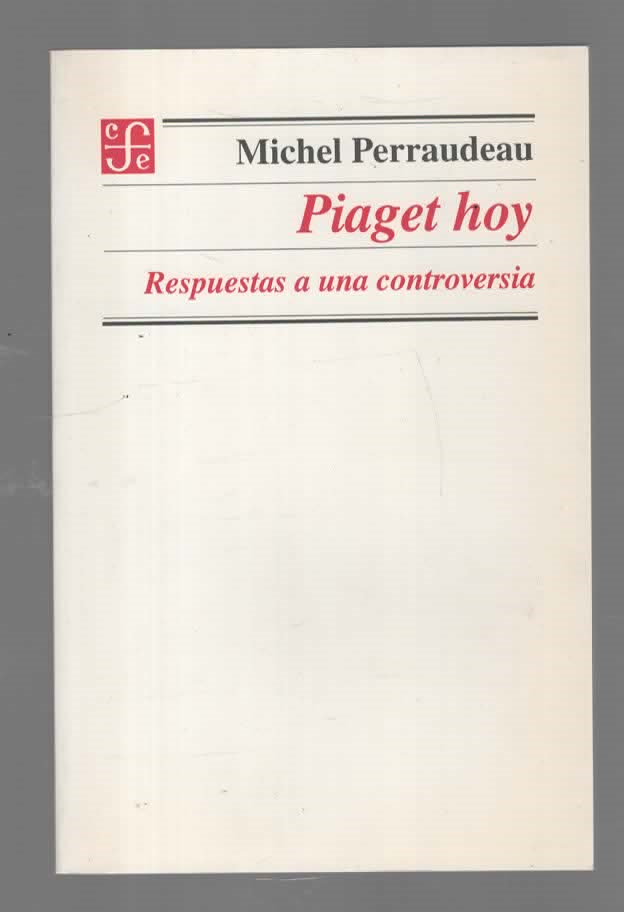 cfe
Michel Perraudeau
Piaget hoy
Respuestas a una controversia